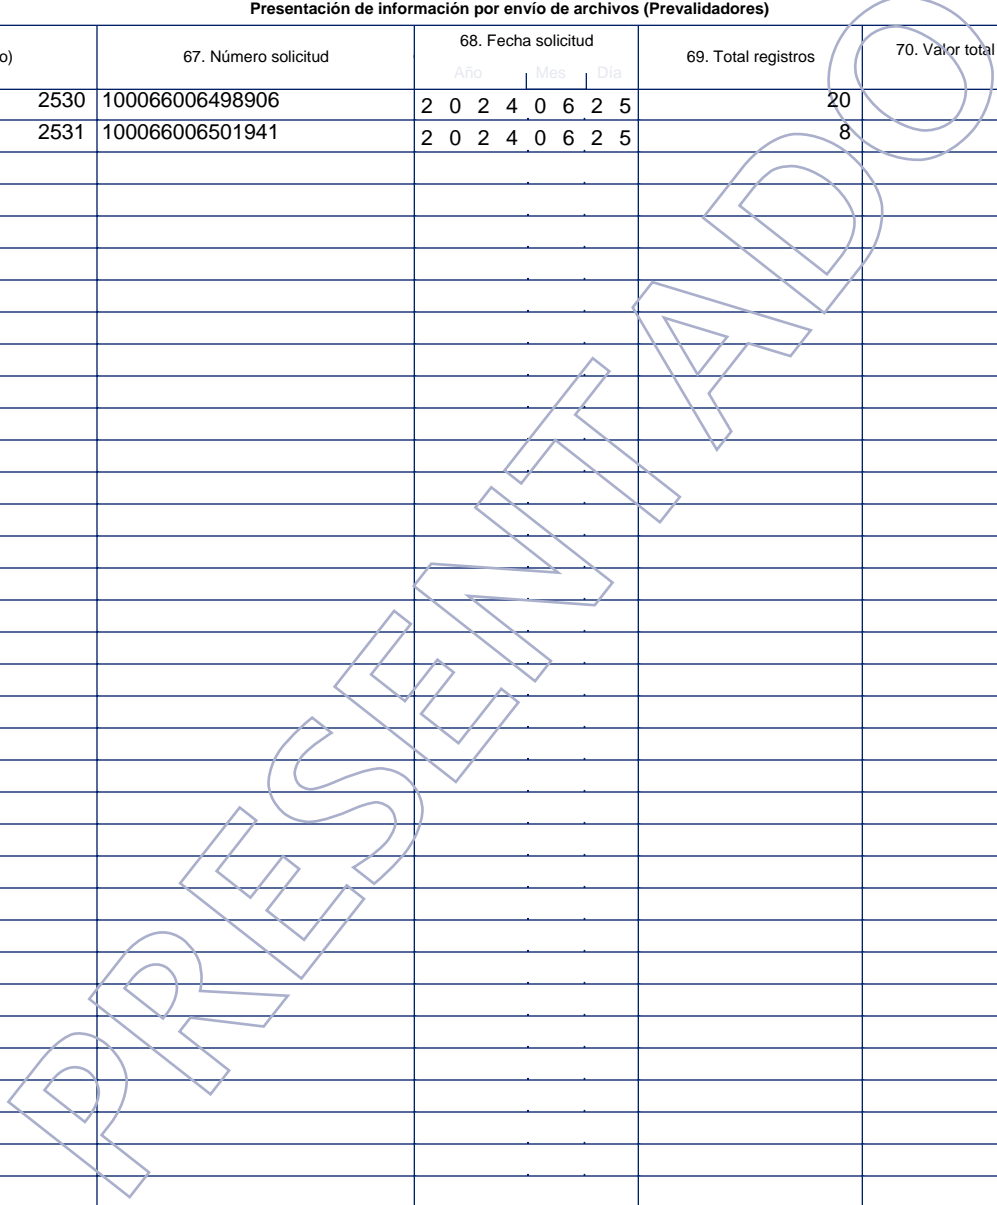 Presentación de información por envío de archivos (Prevalidadores)
o) 67. Número solicitud 68. Fecha solicitud 69. Total registros 70. Valor total
Año Mes Día
2530 100066006498906 2 0 2 4 0 6 2 5 20
2531 100066006501941 2 0 2 4 0 6 2 5 8
PRESENTADO